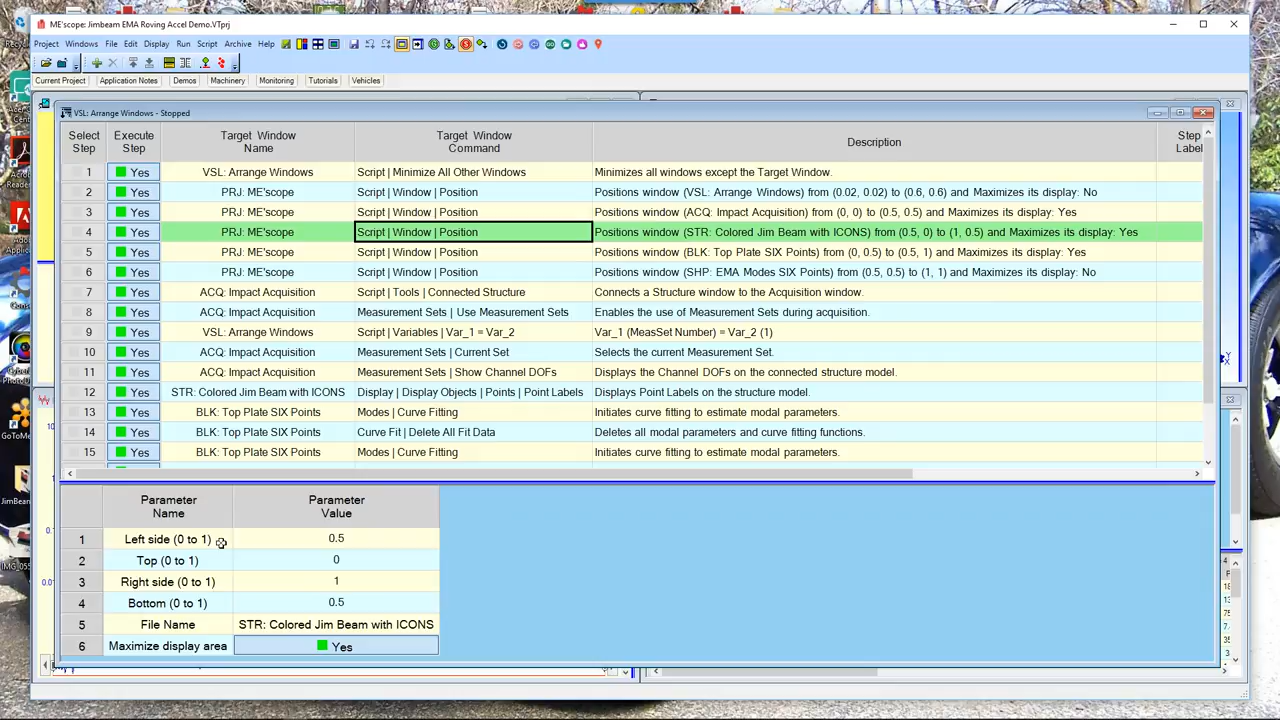 ME'scope: Jimbeam EMA Roving Accel Demo.VTprj
Project Windows File Edit Display Run Script Archive Help
Current Project Application Notes Demos Machinery Monitoring Tutorials Vehicles
VSL: Arrange Windows - Stopped
Select Step Execute Step Target Window Name Target Window Command Description Step Label
1 Yes VSL: Arrange Windows Script | Minimize All Other Windows Minimizes all windows except the Target Window.
2 Yes PRJ: ME'scope Script | Window | Position Positions window (VSL: Arrange Windows) from (0.02, 0.02) to (0.6, 0.6) and Maximizes its display: No
3 Yes PRJ: ME'scope Script | Window | Position Positions window (ACQ: Impact Acquisition) from (0, 0) to (0.5, 0.5) and Maximizes its display: Yes
4 Yes PRJ: ME'scope Script | Window | Position Positions window (STR: Colored Jim Beam with ICONS) from (0.5, 0) to (1, 0.5) and Maximizes its display: Yes
5 Yes PRJ: ME'scope Script | Window | Position Positions window (BLK: Top Plate SIX Points) from (0, 0.5) to (0.5, 1) and Maximizes its display: Yes
6 Yes PRJ: ME'scope Script | Window | Position Positions window (SHP: EMA Modes SIX Points) from (0.5, 0.5) to (1, 1) and Maximizes its display: No
7 Yes ACQ: Impact Acquisition Script | Tools | Connected Structure Connects a Structure window to the Acquisition window.
8 Yes ACQ: Impact Acquisition Measurement Sets | Use Measurement Sets Enables the use of Measurement Sets during acquisition.
9 Yes VSL: Arrange Windows Script | Variables | Var_1 = Var_2 Var_1 (MeasSet Number) = Var_2 (1)
10 Yes ACQ: Impact Acquisition Measurement Sets | Current Set Selects the current Measurement Set.
11 Yes ACQ: Impact Acquisition Measurement Sets | Show Channel DOFs Displays the Channel DOFs on the connected structure model.
12 Yes STR: Colored Jim Beam with ICONS Display | Display Objects | Points | Point Labels Displays Point Labels on the structure model.
13 Yes BLK: Top Plate SIX Points Modes | Curve Fitting Initiates curve fitting to estimate modal parameters.
14 Yes BLK: Top Plate SIX Points Curve Fit | Delete All Fit Data Deletes all modal parameters and curve fitting functions.
15 Yes BLK: Top Plate SIX Points Modes | Curve Fitting Initiates curve fitting to estimate modal parameters.
Parameter Name Parameter Value
1 Left side (0 to 1) 0.5
2 Top (0 to 1) 0
3 Right side (0 to 1) 1
4 Bottom (0 to 1) 0.5
5 File Name STR: Colored Jim Beam with ICONS
6 Maximize display area Yes